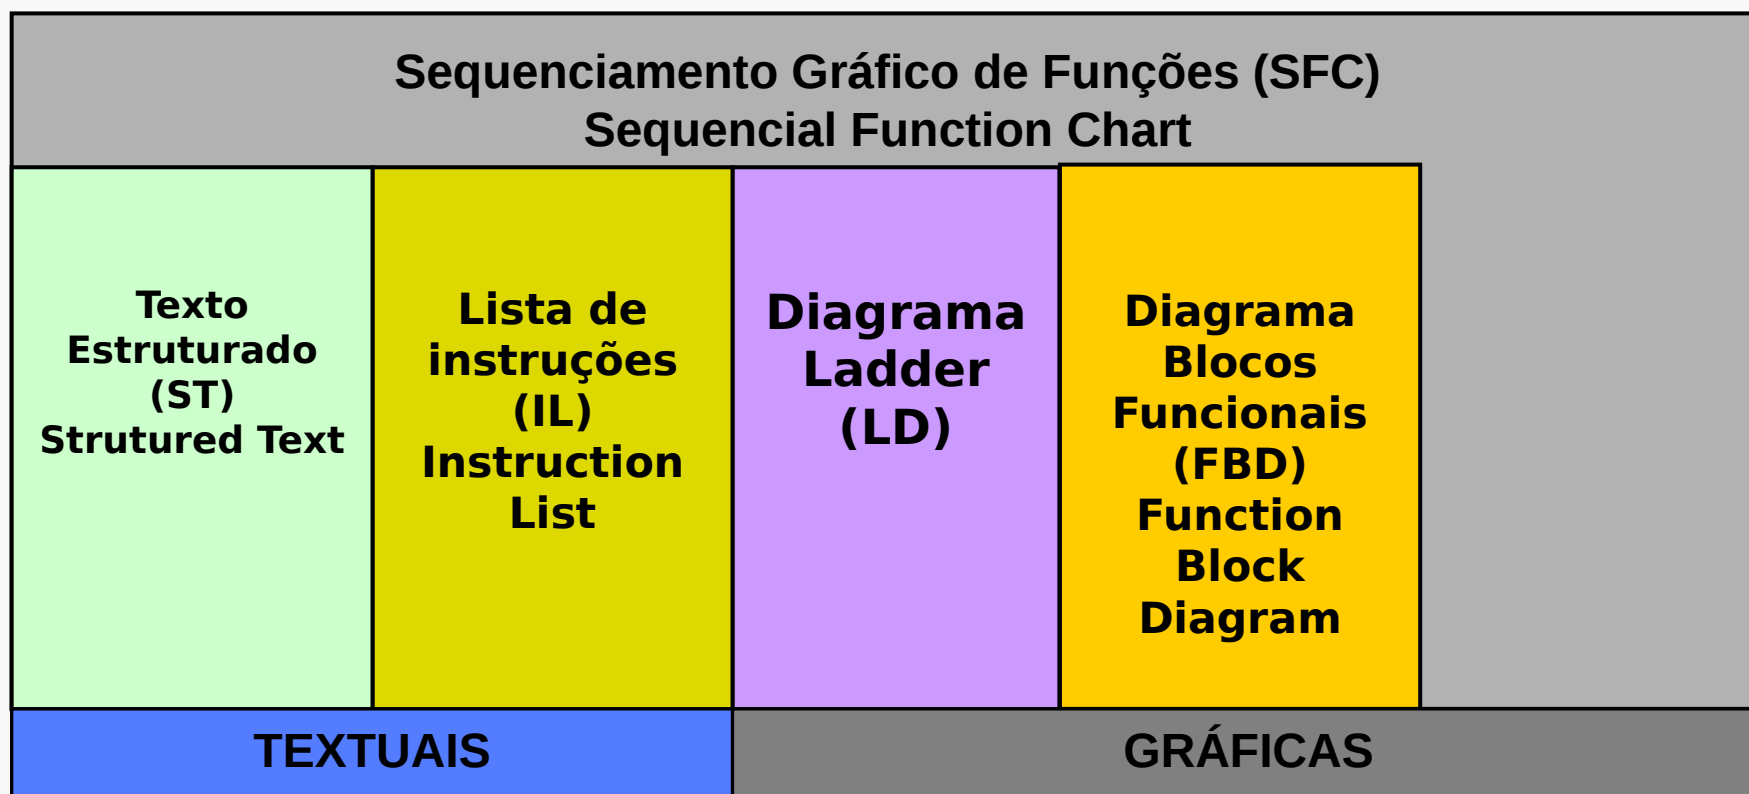 Sequenciamento Gráfico de Funções (SFC)
Sequencial Function Chart
Texto
Estruturado
(ST)
Strutured Text
Lista de
instruções
(IL)
Instruction
List
Diagrama
Ladder
(LD)
Diagrama
Blocos
Funcionais
(FBD)
Function
Block
Diagram
TEXTUAIS
GRÁFICAS